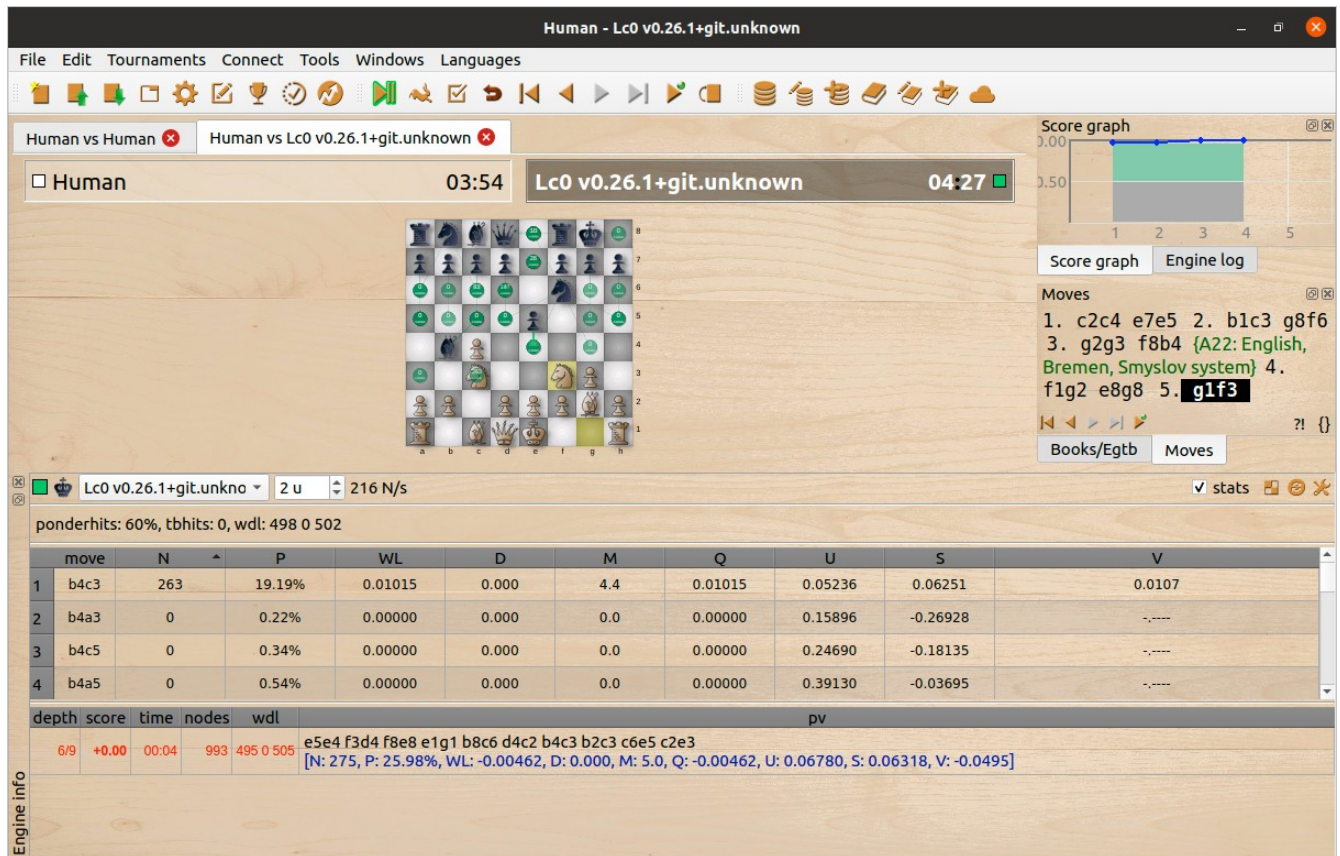 Human - Lc0 v0.26.1+git.unknown
File Edit Tournaments Connect Tools Windows Languages
Human vs Human
Human vs Lc0 v0.26.1+git.unknown
Human 03:54
Lc0 v0.26.1+git.unknown 04:27
8
7
6
5
4
3
2
1
a b c d e f g h
Score graph
0.00
0.50
1 2 3 4 5
Score graph Engine log
Moves
1. c2c4 e7e5 2. b1c3 g8f6
3. g2g3 f8b4 {A22: English,
Bremen, Smyslov system} 4.
f1g2 e8g8 5. g1f3
?! {}
Books/Egtb Moves
Lc0 v0.26.1+git.unkno 2 u 216 N/s stats
ponderhits: 60%, tbhits: 0, wdl: 498 0 502
move N P WL D M Q U S V
1 b4c3 263 19.19% 0.01015 0.000 4.4 0.01015 0.05236 0.06251 0.0107
2 b4a3 0 0.22% 0.00000 0.000 0.0 0.00000 0.15896 -0.26928 -.----
3 b4c5 0 0.34% 0.00000 0.000 0.0 0.00000 0.24690 -0.18135 -.----
4 b4a5 0 0.54% 0.00000 0.000 0.0 0.00000 0.39130 -0.03695 -.----
depth score time nodes wdl pv
6/9 +0.00 00:04 993 495 0 505 e5e4 f3d4 f8e8 e1g1 b8c6 d4c2 b4c3 b2c3 c6e5 c2e3
[N: 275, P: 25.98%, WL: -0.00462, D: 0.000, M: 5.0, Q: -0.00462, U: 0.06780, S: 0.06318, V: -0.0495]
Engine info